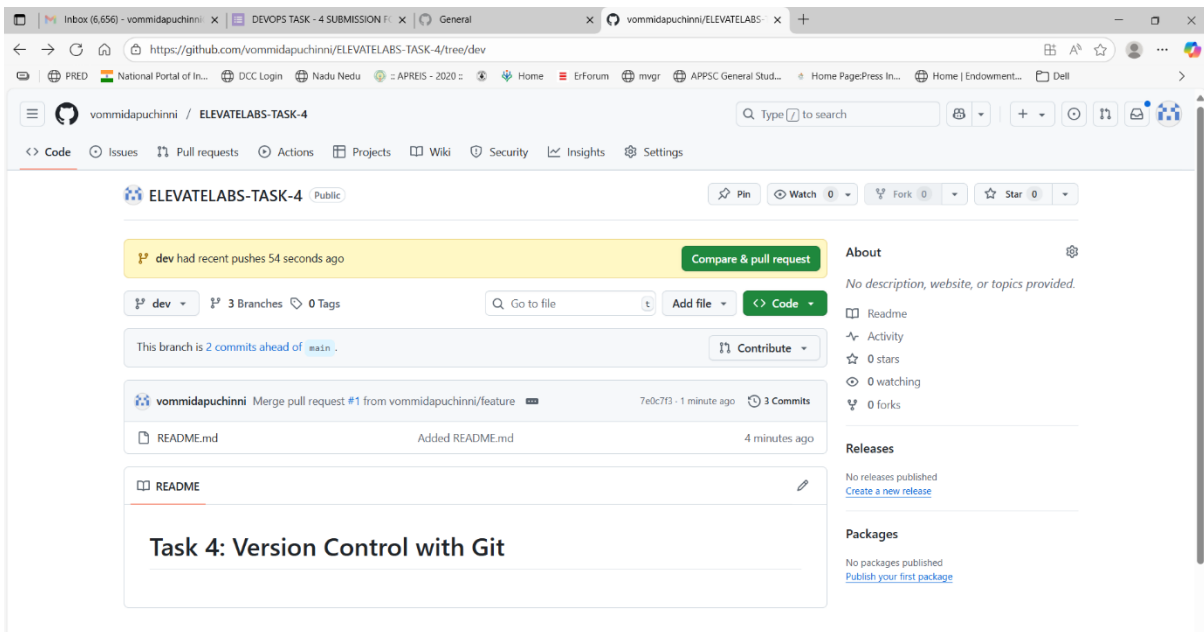 Inbox (6,656) - vommidapuchinni
DEVOPS TASK - 4 SUBMISSION FO
General
vommidapuchinni/ELEVATELABS-
https://github.com/vommidapuchinni/ELEVATELABS-TASK-4/tree/dev
PRED National Portal of In... DCC Login Nadu Nedu :: APREIS - 2020 :: Home Erforum mvgr APPSC General Stud... Home Page:Press In... Home | Endowment... Dell
vommidapuchinni / ELEVATELABS-TASK-4
Type / to search
Code Issues Pull requests Actions Projects Wiki Security Insights Settings
ELEVATELABS-TASK-4 Public
Pin Watch 0 Fork 0 Star 0
dev had recent pushes 54 seconds ago
Compare & pull request
dev 3 Branches 0 Tags
Go to file t
Add file
<> Code
This branch is 2 commits ahead of main .
Contribute
vommidapuchinni Merge pull request #1 from vommidapuchinni/feature ... 7e0c7f3 · 1 minute ago 3 Commits
README.md Added README.md 4 minutes ago
README
Task 4: Version Control with Git
About
No description, website, or topics provided.
Readme
Activity
0 stars
0 watching
0 forks
Releases
No releases published
Create a new release
Packages
No packages published
Publish your first package